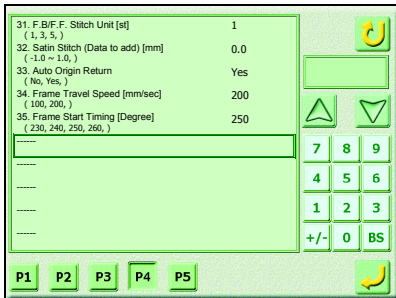 31. F.B/F.F. Stitch Unit [st] 1
( 1, 3, 5, )
32. Satin Stitch (Data to add) [mm] 0.0
( -1.0 ~ 1.0, )
33. Auto Origin Return Yes
( No, Yes, )
34. Frame Travel Speed [mm/sec] 200
( 100, 200, )
35. Frame Start Timing [Degree] 250
( 230, 240, 250, 260, )
------
------
------
------
------
7 8 9
4 5 6
1 2 3
+/- 0 BS
P1 P2 P3 P4 P5